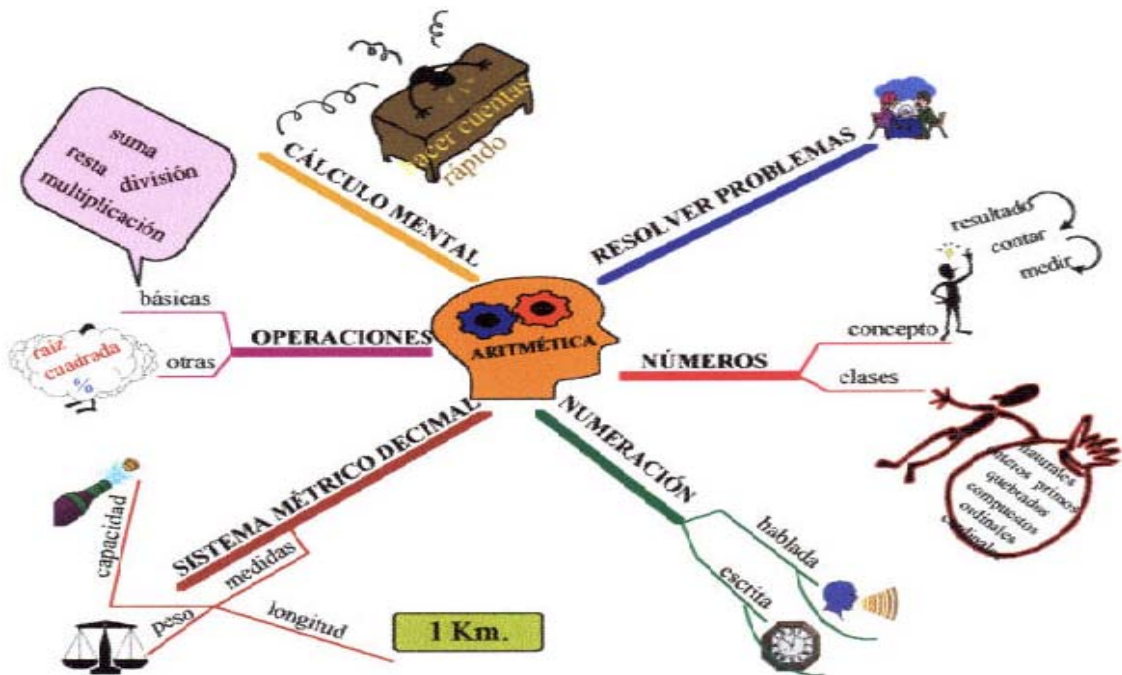 suma
resta división
multiplicación
hacer cuentas
rápido
CÁLCULO MENTAL
RESOLVER PROBLEMAS
resultado
contar
medir
básicas
OPERACIONES
raíz
cuadrada
%
otras
ARITMÉTICA
NÚMEROS
concepto
clases
naturales
primos
quebrados
compuestos
ordinales
NUMERACIÓN
hablada
escrita
SISTEMA MÉTRICO DECIMAL
medidas
capacidad
peso
longitud
1 Km.